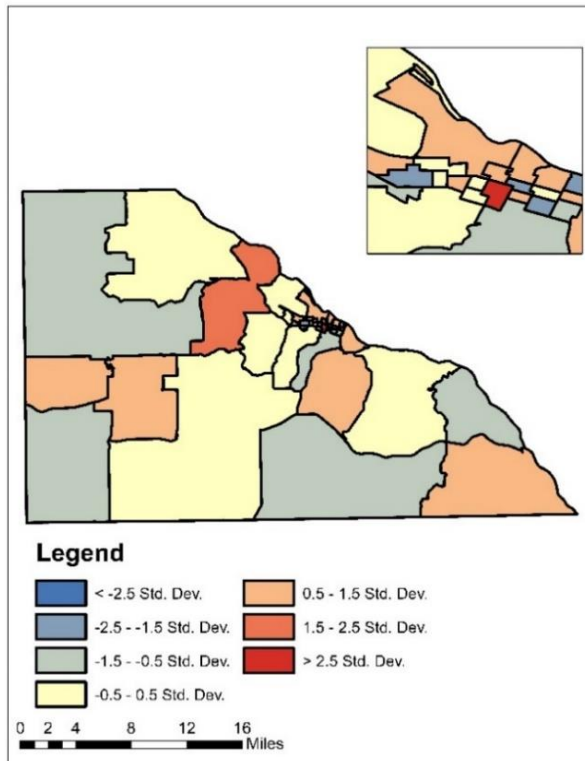 Legend
< -2.5 Std. Dev.
-2.5 - -1.5 Std. Dev.
-1.5 - -0.5 Std. Dev.
-0.5 - 0.5 Std. Dev.
0.5 - 1.5 Std. Dev.
1.5 - 2.5 Std. Dev.
> 2.5 Std. Dev.
0 2 4 8 12 16
Miles